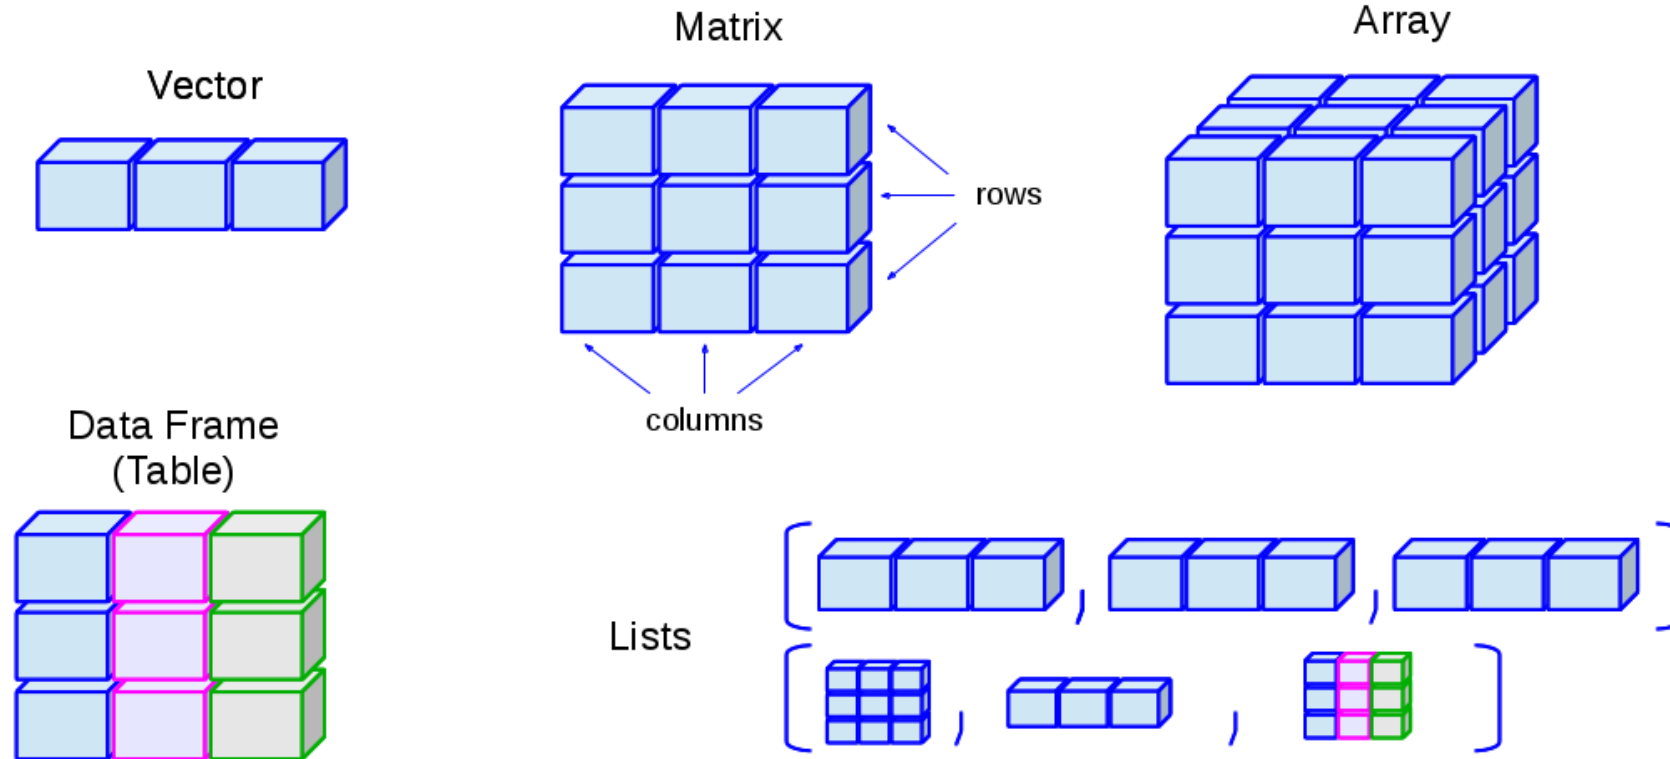 Vector
Matrix
Array
rows
columns
Data Frame
(Table)
Lists